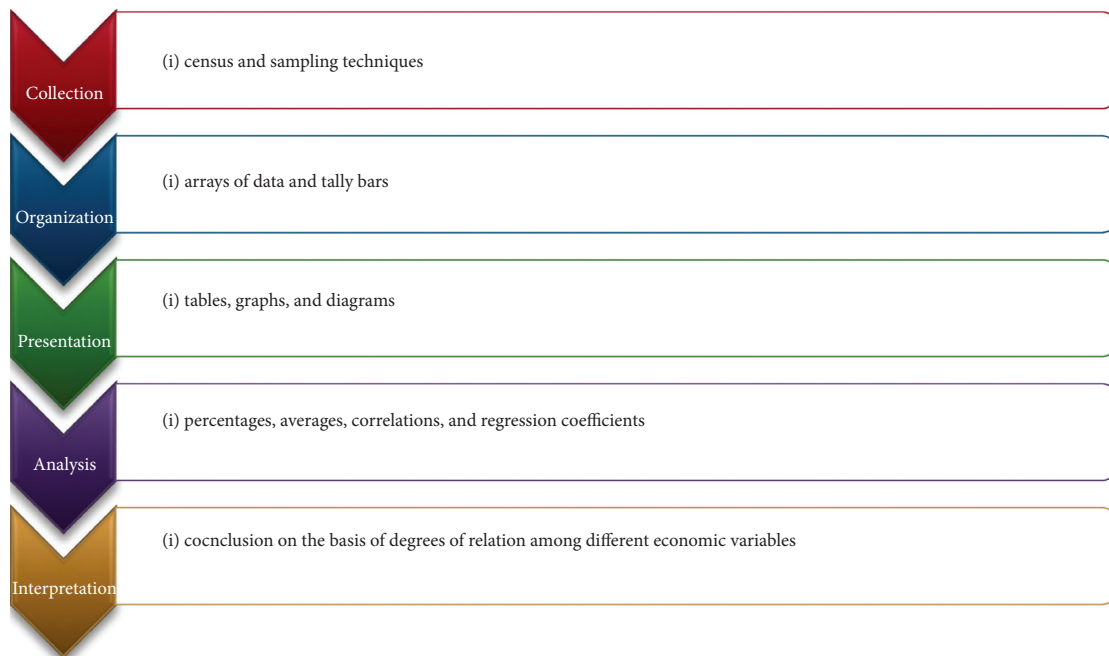 Collection
(i) census and sampling techniques
Organization
(i) arrays of data and tally bars
Presentation
(i) tables, graphs, and diagrams
Analysis
(i) percentages, averages, correlations, and regression coefficients
Interpretation
(i) cocnclusion on the basis of degrees of relation among different economic variables